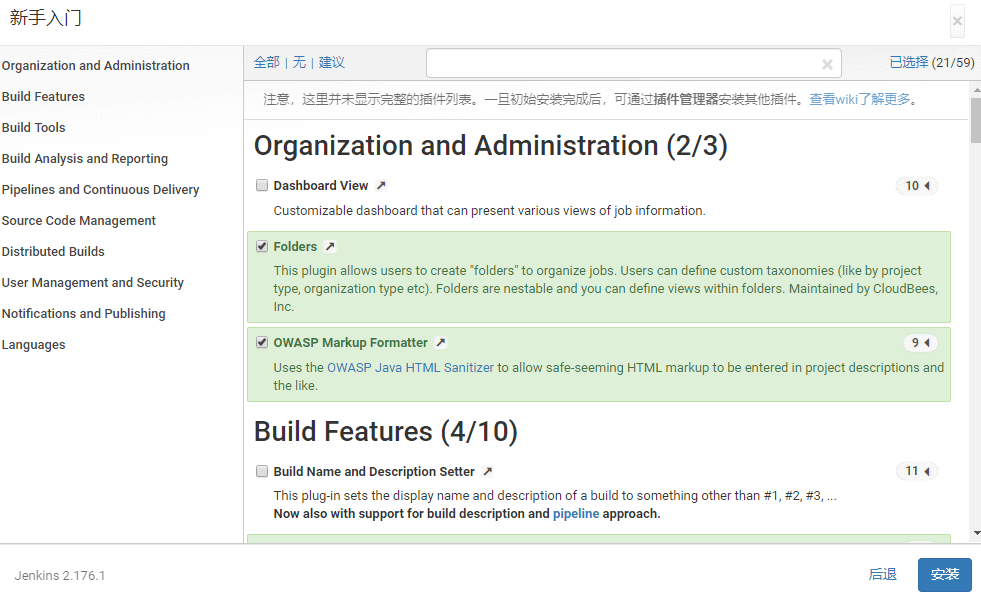 新手入门
×
Organization and Administration
Build Features
Build Tools
Build Analysis and Reporting
Pipelines and Continuous Delivery
Source Code Management
Distributed Builds
User Management and Security
Notifications and Publishing
Languages
全部 | 无 | 建议
×
已选择 (21/59)
注意，这里并未显示完整的插件列表。一旦初始安装完成后，可通过插件管理器安装其他插件。查看wiki了解更多。
Organization and Administration (2/3)
Dashboard View
10
Customizable dashboard that can present various views of job information.
Folders
This plugin allows users to create "folders" to organize jobs. Users can define custom taxonomies (like by project
type, organization type etc). Folders are nestable and you can define views within folders. Maintained by CloudBees,
Inc.
OWASP Markup Formatter
9
Uses the OWASP Java HTML Sanitizer to allow safe-seeming HTML markup to be entered in project descriptions and
the like.
Build Features (4/10)
Build Name and Description Setter
11
This plug-in sets the display name and description of a build to something other than #1, #2, #3, ...
Now also with support for build description and pipeline approach.
Jenkins 2.176.1
后退
安装